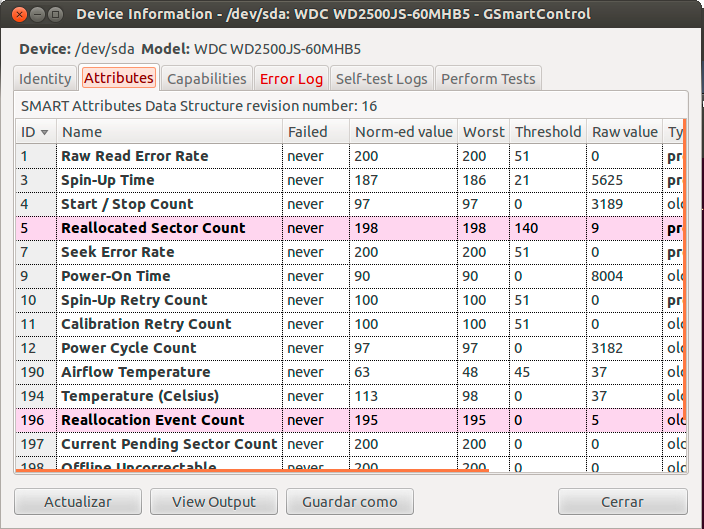 Device Information - /dev/sda: WDC WD2500JS-60MHB5 - GSmartControl
Device: /dev/sda Model: WDC WD2500JS-60MHB5
Identity Attributes Capabilities Error Log Self-test Logs Perform Tests
SMART Attributes Data Structure revision number: 16
ID Name Failed Norm-ed value Worst Threshold Raw value Ty
1 Raw Read Error Rate never 200 200 51 0 pr
3 Spin-Up Time never 187 186 21 5625 pr
4 Start / Stop Count never 97 97 0 3189 old
5 Reallocated Sector Count never 198 198 140 9 pr
7 Seek Error Rate never 200 200 51 0 pr
9 Power-On Time never 90 90 0 8004 old
10 Spin-Up Retry Count never 100 100 51 0 pr
11 Calibration Retry Count never 100 100 51 0 old
12 Power Cycle Count never 97 97 0 3182 old
190 Airflow Temperature never 63 48 45 37 old
194 Temperature (Celsius) never 113 98 0 37 old
196 Reallocation Event Count never 195 195 0 5 old
197 Current Pending Sector Count never 200 200 0 0 old
198 Offline Uncorrectable never 200 200 0 0 old
Actualizar View Output Guardar como Cerrar